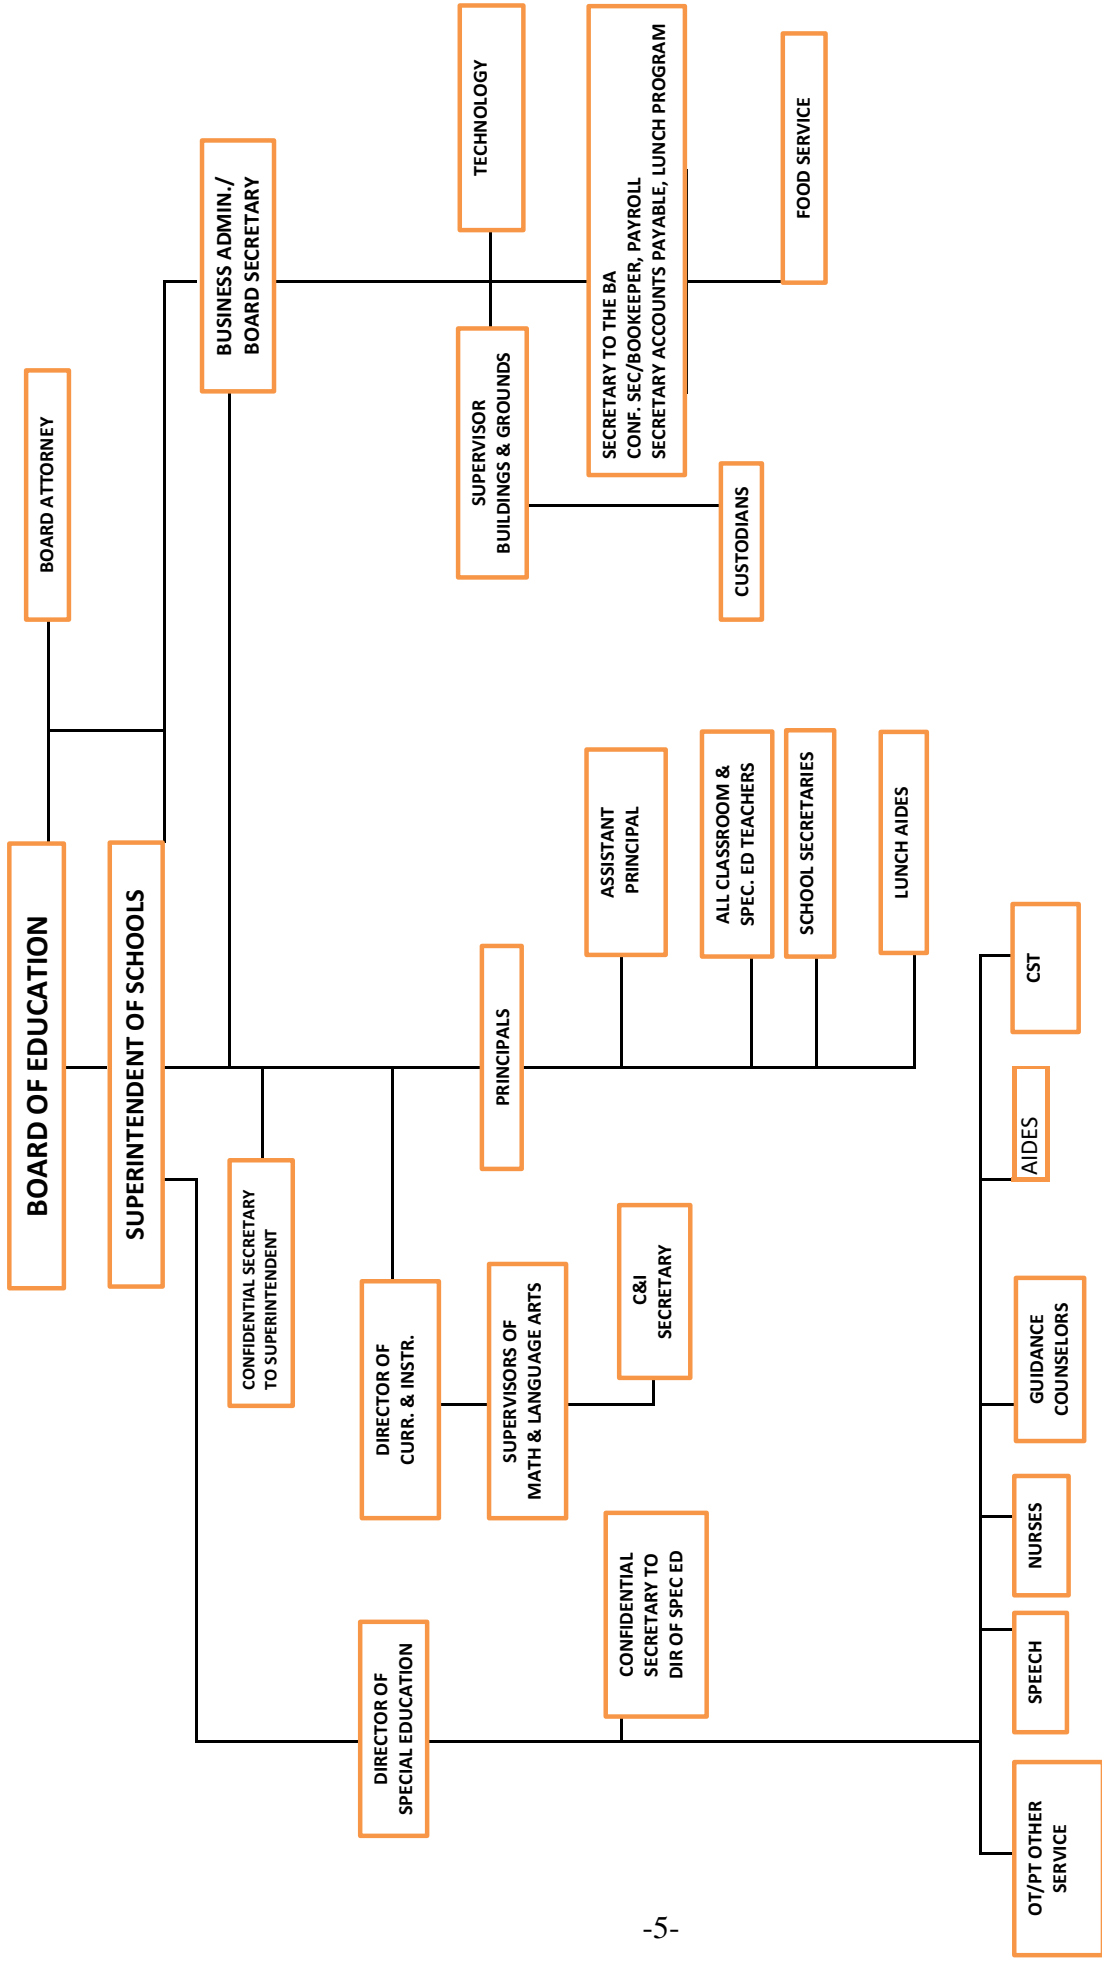 BOARD OF EDUCATION
BOARD ATTORNEY
SUPERINTENDENT OF SCHOOLS
BUSINESS ADMIN./
BOARD SECRETARY
CONFIDENTIAL SECRETARY
TO SUPERINTENDENT
DIRECTOR OF
SPECIAL EDUCATION
DIRECTOR OF
CURR. & INSTR.
PRINCIPALS
SUPERVISOR
BUILDINGS & GROUNDS
TECHNOLOGY
SUPERVISORS OF
MATH & LANGUAGE ARTS
CONFIDENTIAL
SECRETARY TO
DIR OF SPEC ED
C&I
SECRETARY
ASSISTANT
PRINCIPAL
SECRETARY TO THE BA
CONF. SEC/BOOKEEPER, PAYROLL
SECRETARY ACCOUNTS PAYABLE, LUNCH PROGRAM
ALL CLASSROOM &
SPEC. ED TEACHERS
CUSTODIANS
SCHOOL SECRETARIES
FOOD SERVICE
LUNCH AIDES
OT/PT OTHER
SERVICE
SPEECH
NURSES
GUIDANCE
COUNSELORS
AIDES
CST
-5-